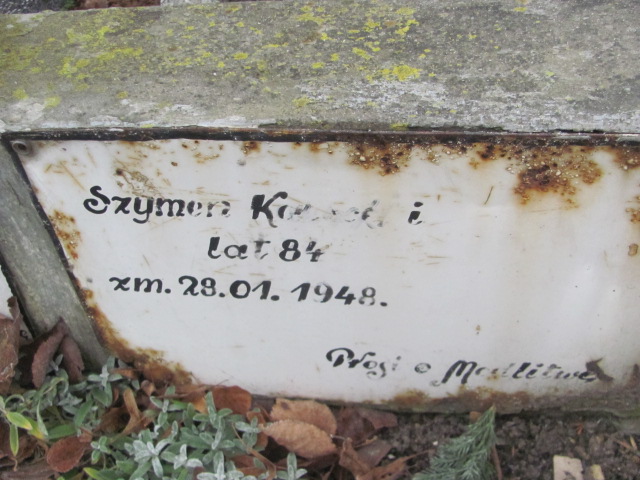 Szymon
lat 84
zm. 28.01.1948.
Prosi o Modlitwę